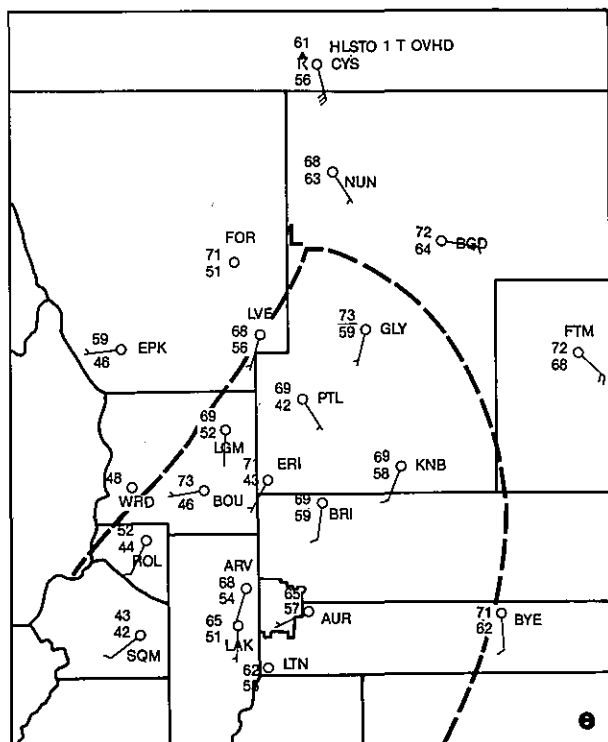 61 HLSTO 1 T OVHD
CYS
56
68
63
NUN
72
64
BGD
FOR
71
51
L
LVE
68
56
73
59
GLY
FTM
72
68
59
46
EPK
69
42
PTL
69
52
LGM
ERI
43
69
58
KNB
48
WRD
73
46
BOU
69
59
BRI
52
44
ROL
ARV
68
54
65
57
AUR
71
62
BYE
43
42
SQM
65
51
LAK
62
LTN
e